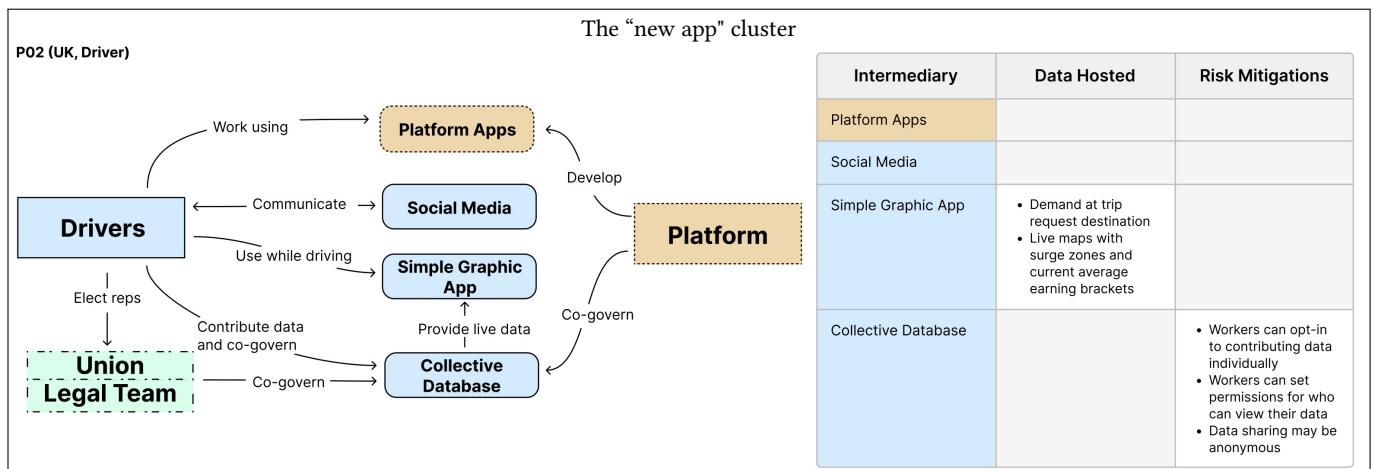 The “new app" cluster
P02 (UK, Driver)
Work using
Platform Apps
Develop
Communicate
Social Media
Drivers
Platform
Use while driving
Simple Graphic
App
Elect reps
Provide live data
Co-govern
Contribute data
and co-govern
Union
Legal Team
Co-govern
Collective
Database
Intermediary
Data Hosted
Risk Mitigations
Platform Apps
Social Media
Simple Graphic App
• Demand at trip
request destination
• Live maps with
surge zones and
current average
earning brackets
Collective Database
• Workers can opt-in
to contributing data
individually
• Workers can set
permissions for who
can view their data
• Data sharing may be
anonymous